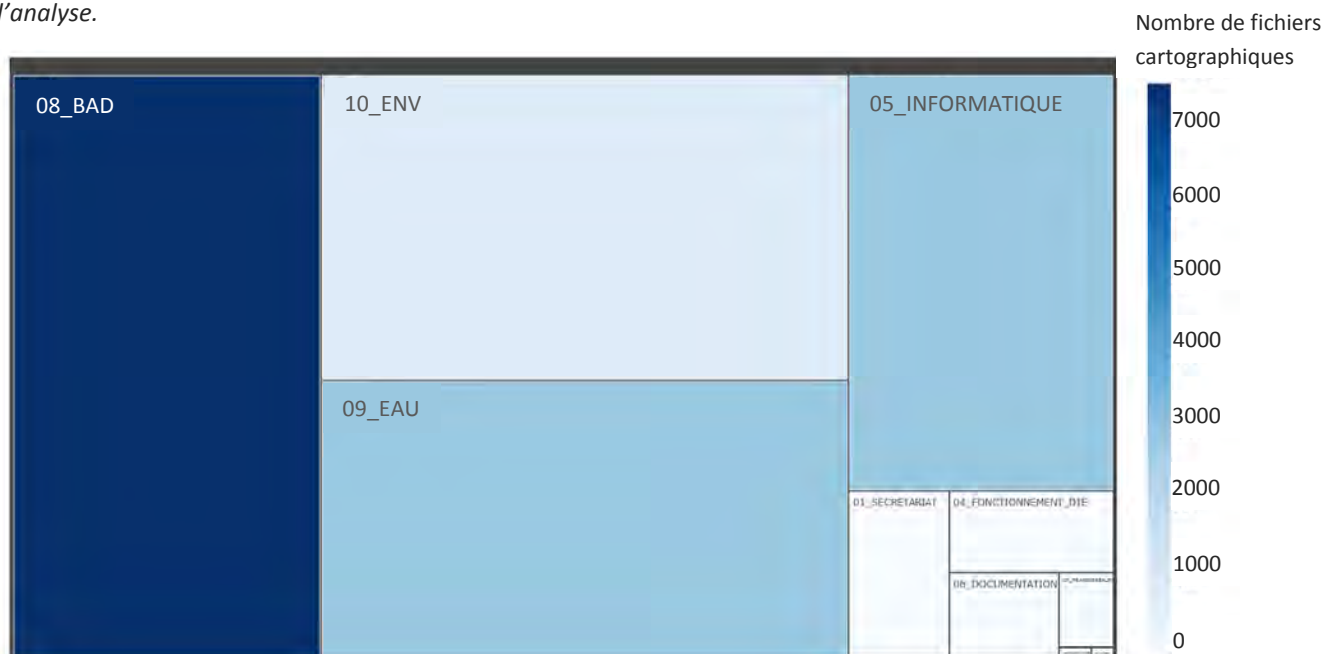 l’analyse.
Nombre de fichiers
cartographiques
08_BAD
10_ENV
05_INFORMATIQUE
7000
6000
5000
4000
09_EAU
3000
2000
01_SECRETARIAT
04_FONCTIONNEMENT_DIE
1000
06_DOCUMENTATION
0